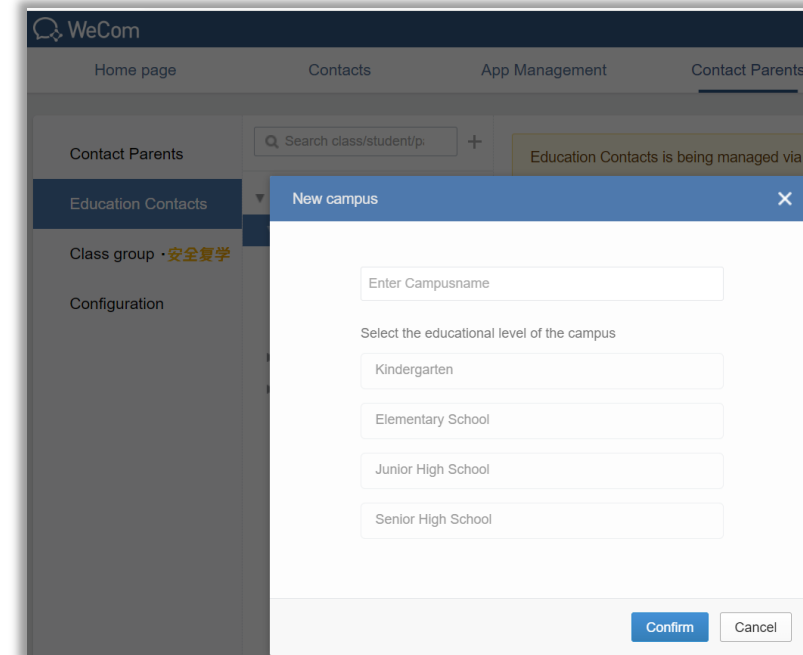 WeCom
Home page Contacts App Management Contact Parents
Search class/student/p
Contact Parents
Education Contacts is being managed via
Education Contacts
New campus
Class group ·安全复学
Enter Campusname
Configuration
Select the educational level of the campus
Kindergarten
Elementary School
Junior High School
Senior High School
Confirm Cancel